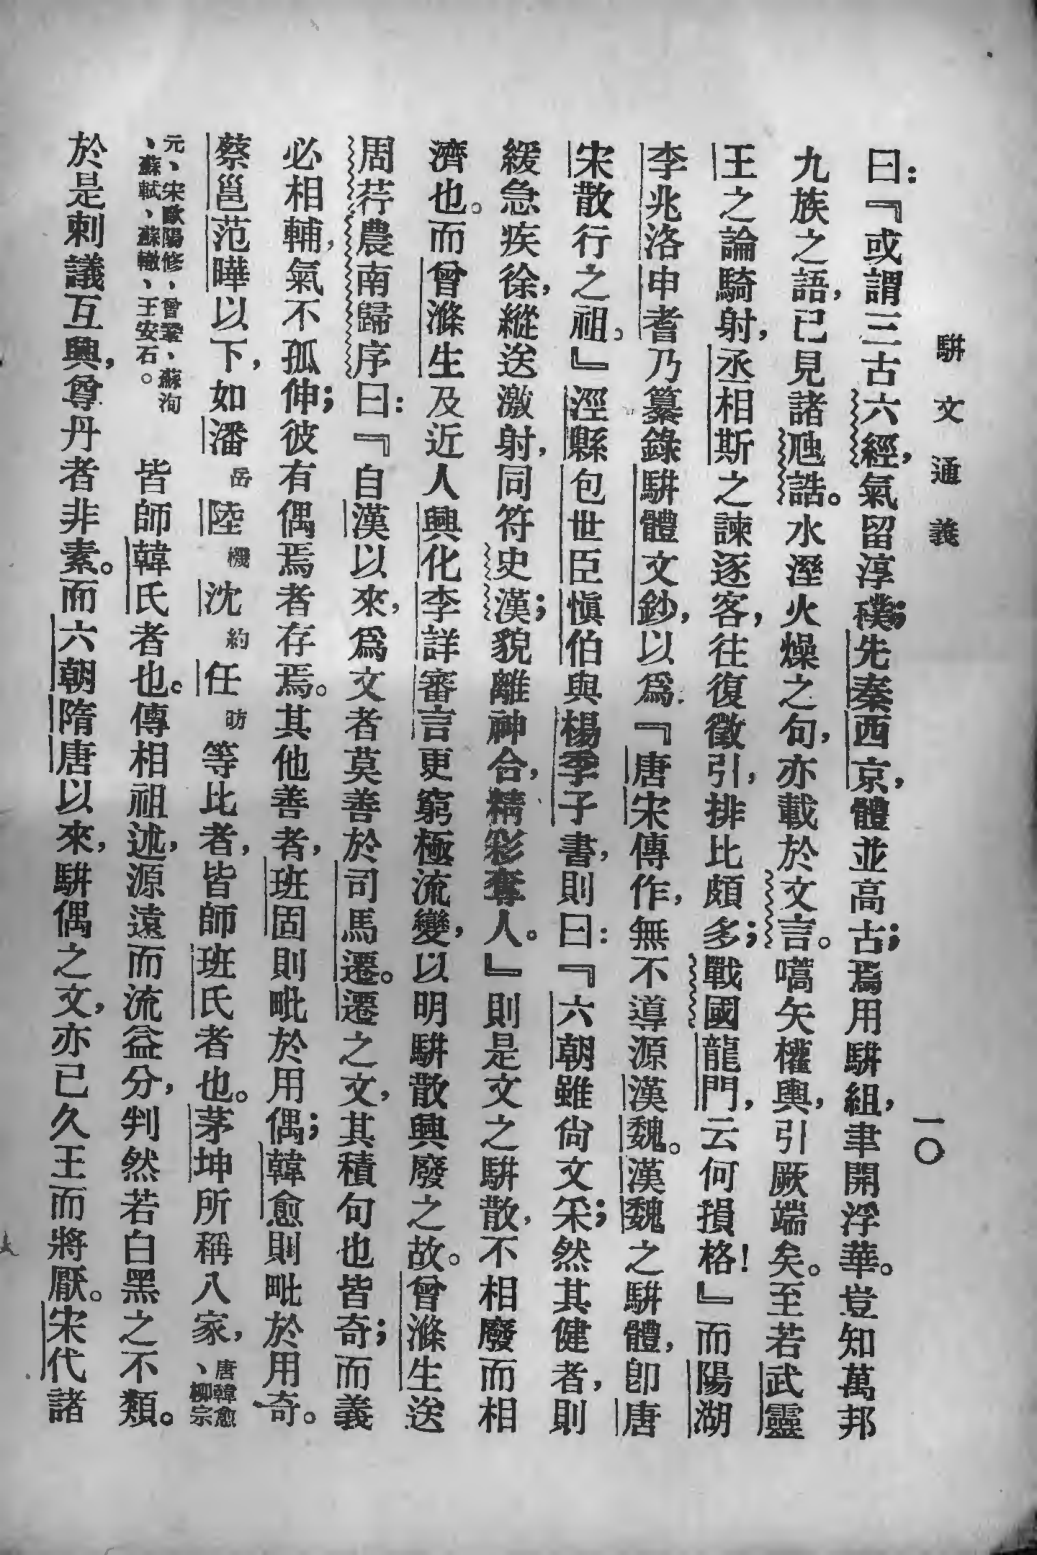 駢文通義
一〇
曰：『或謂三古六經，氣留淳穙；先秦西京，體並高古；焉用駢組，聿開浮華。豈知萬邦
九族之語，已見諸虺誥。水溼火燥之句，亦載於文言。嚆矢權輿，引厥端矣。至若武靈
王之論騎射，丞相斯之諫逐客，往復徵引，排比頗多；戰國龍門，云何損格！』而陽湖
李兆洛申耆乃纂錄駢體文鈔，以爲『唐宋傳作，無不導源漢魏。漢魏之駢體，卽唐
宋散行之祖。』涇縣包世臣愼伯與楊季子書，則曰：『六朝雖尙文采；然其健者，則
緩急疾徐，縱送激射，同符史漢；貌離神合，精彩奪人。』則是文之駢散，不相廢而相
濟也。而曾滌生及近人興化李詳審言更窮極流變，以明駢散興廢之故。曾滌生送
周荇農南歸序曰：『自漢以來，爲文者莫善於司馬遷。遷之文，其積句也皆奇；而義
必相輔，氣不孤伸；彼有偶焉者存焉。其他善者，班固則毗於用偶；韓愈則毗於用奇。
蔡邕范曄以下，如潘岳陸機沈約任昉等比者，皆師班氏者也。茅坤所稱八家，唐韓愈、柳宗
元、宋歐陽修、曾鞏、蘇洵、蘇軾、蘇轍、王安石。皆師韓氏者也。傳相祖述，源遠而流益分，判然若白黑之不類。
於是刺議互興，尊丹者非素。而六朝隋唐以來，駢偶之文，亦已久王而將厭。宋代諸